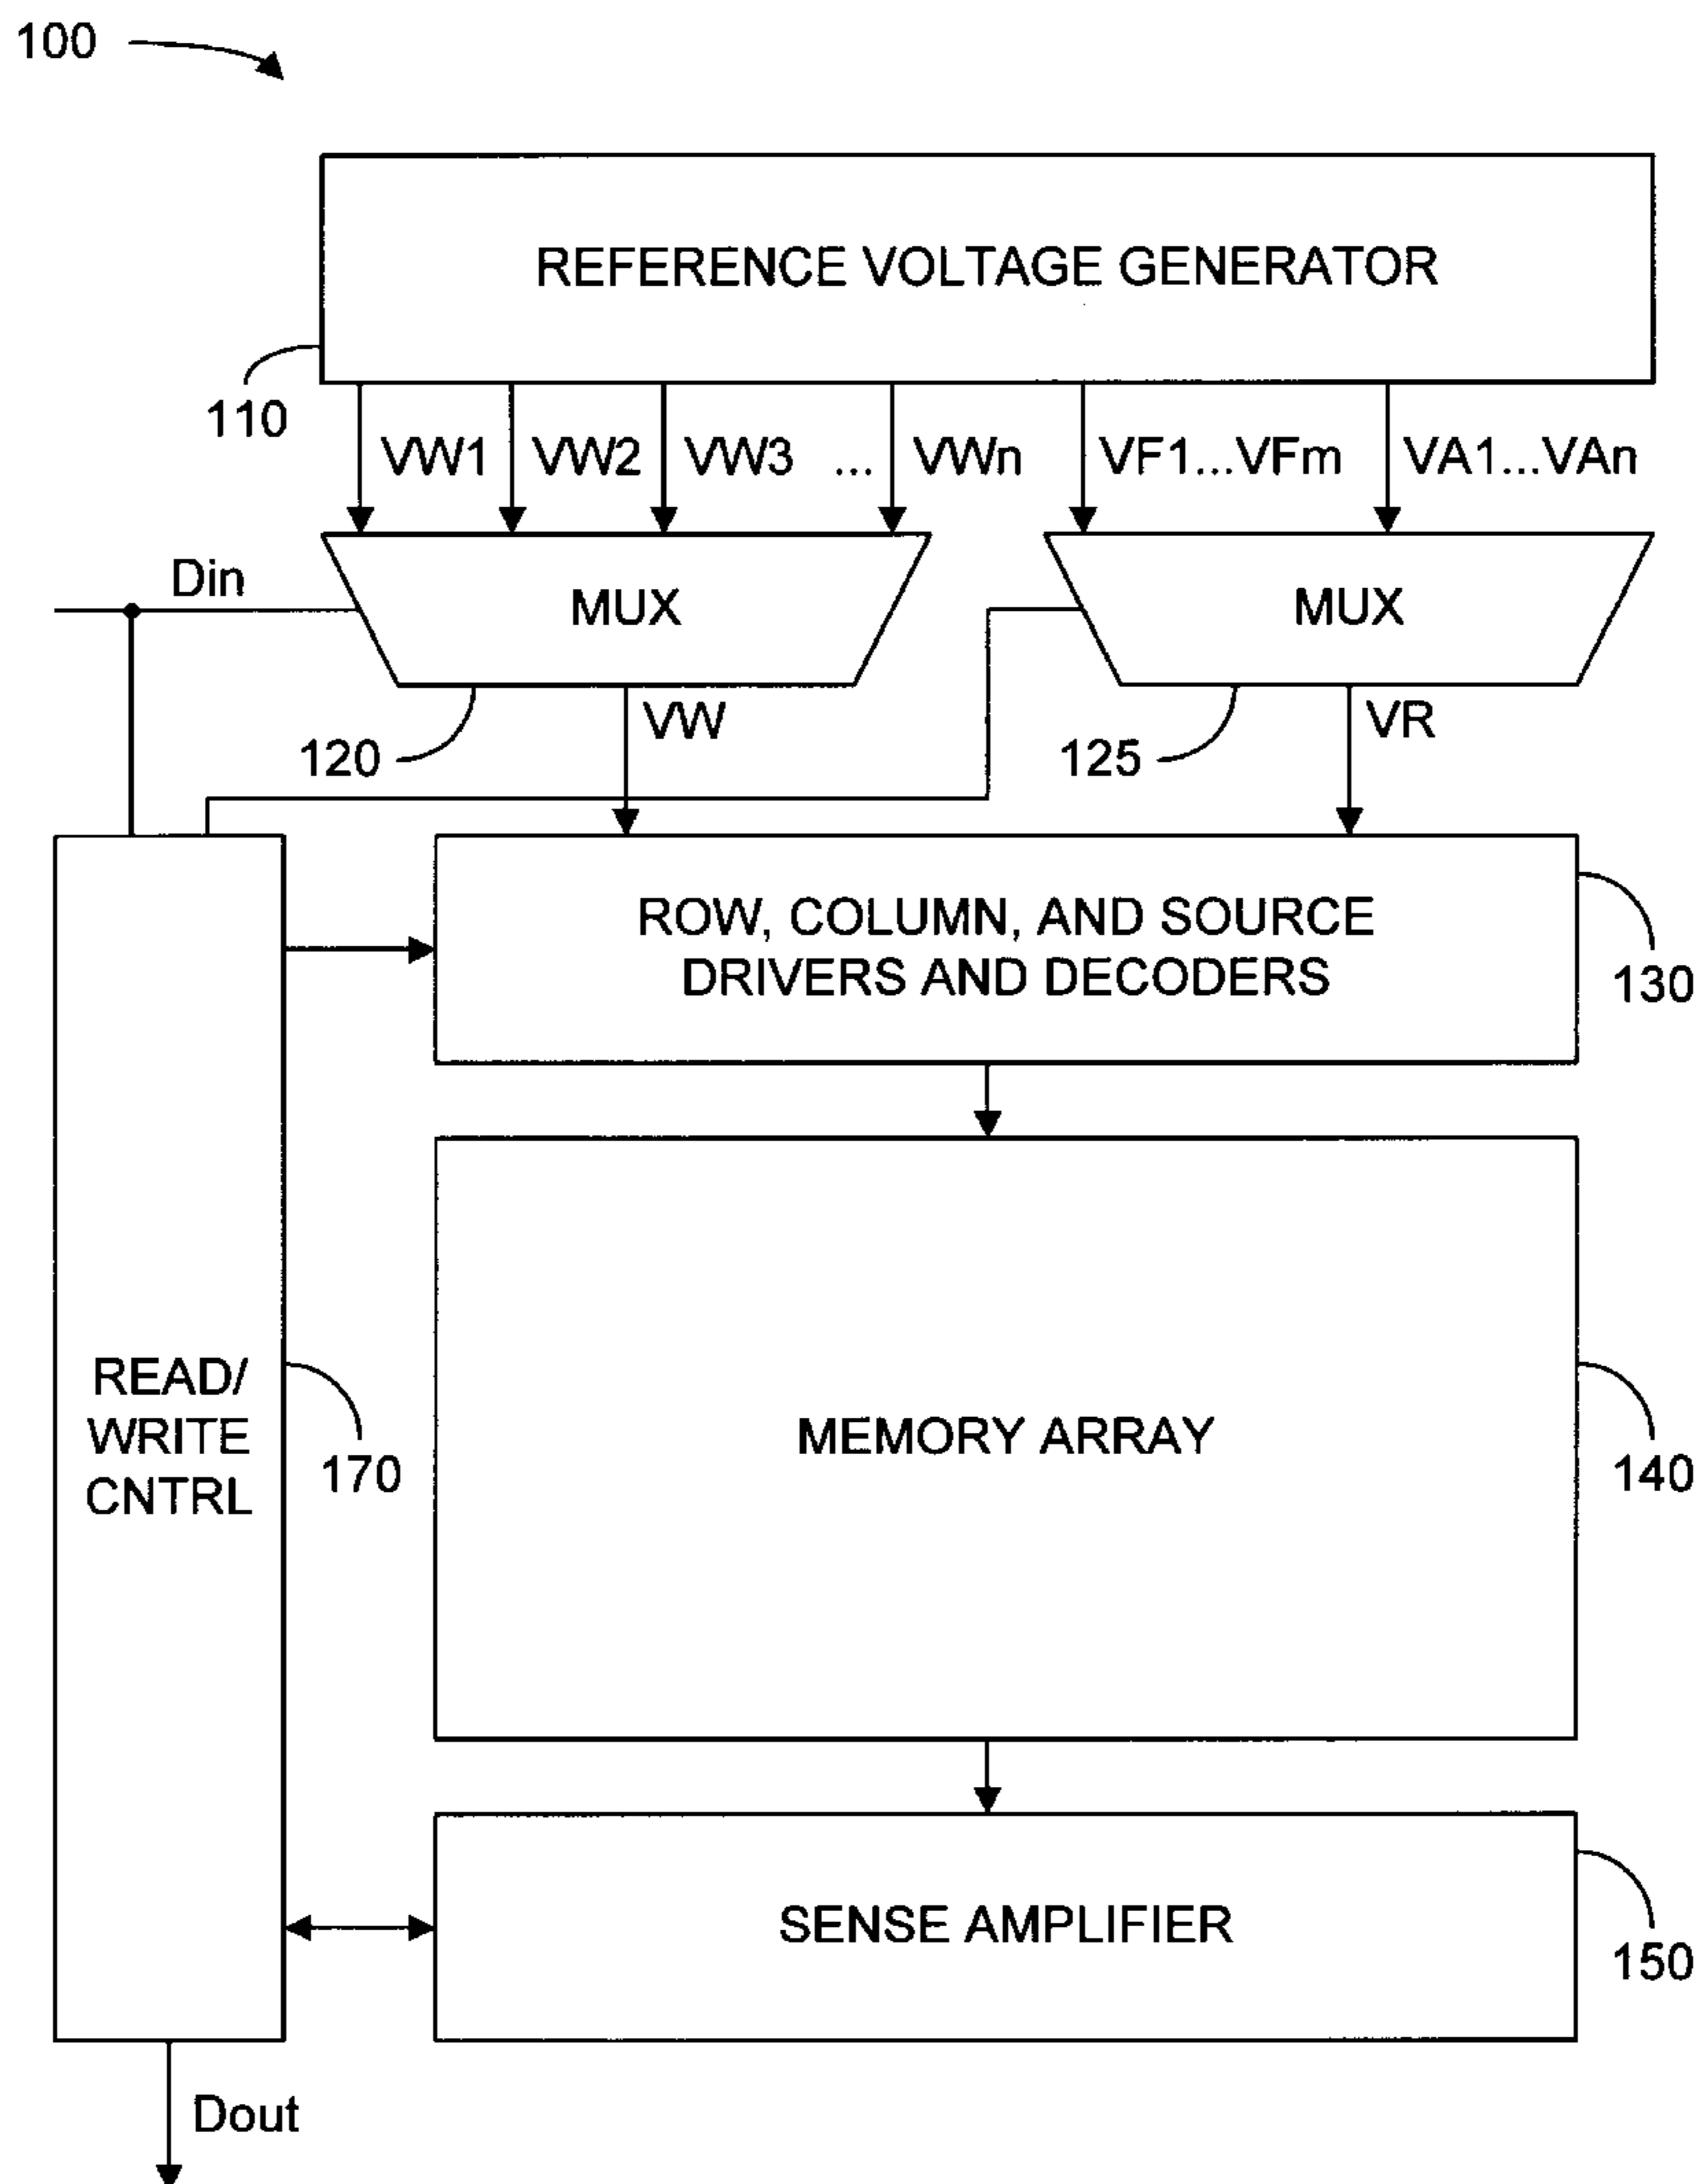 100
REFERENCE VOLTAGE GENERATOR
110
VW1 VW2 VW3 ... VWn VF1...VFm VA1...VAn
Din
MUX
MUX
VW
VR
120
125
ROW, COLUMN, AND SOURCE
DRIVERS AND DECODERS
130
READ/
WRITE
CNTRL
170
MEMORY ARRAY
140
SENSE AMPLIFIER
150
Dout